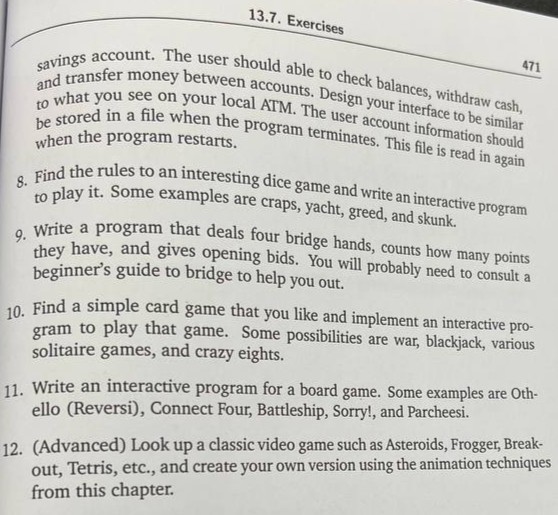 13.7. Exercises
471
savings account. The user should able to check balances, withdraw cash,
and transfer money between accounts. Design your interface to be similar
to what you see on your local ATM. The user account information should
be stored in a file when the program terminates. This file is read in again
when the program restarts.
8. Find the rules to an interesting dice game and write an interactive program
to play it. Some examples are craps, yacht, greed, and skunk.
9. Write a program that deals four bridge hands, counts how many points
they have, and gives opening bids. You will probably need to consult a
beginner's guide to bridge to help you out.
10. Find a simple card game that you like and implement an interactive pro-
gram to play that game. Some possibilities are war, blackjack, various
solitaire games, and crazy eights.
11. Write an interactive program for a board game. Some examples are Oth-
ello (Reversi), Connect Four, Battleship, Sorry!, and Parcheesi.
12. (Advanced) Look up a classic video game such as Asteroids, Frogger, Break-
out, Tetris, etc., and create your own version using the animation techniques
from this chapter.